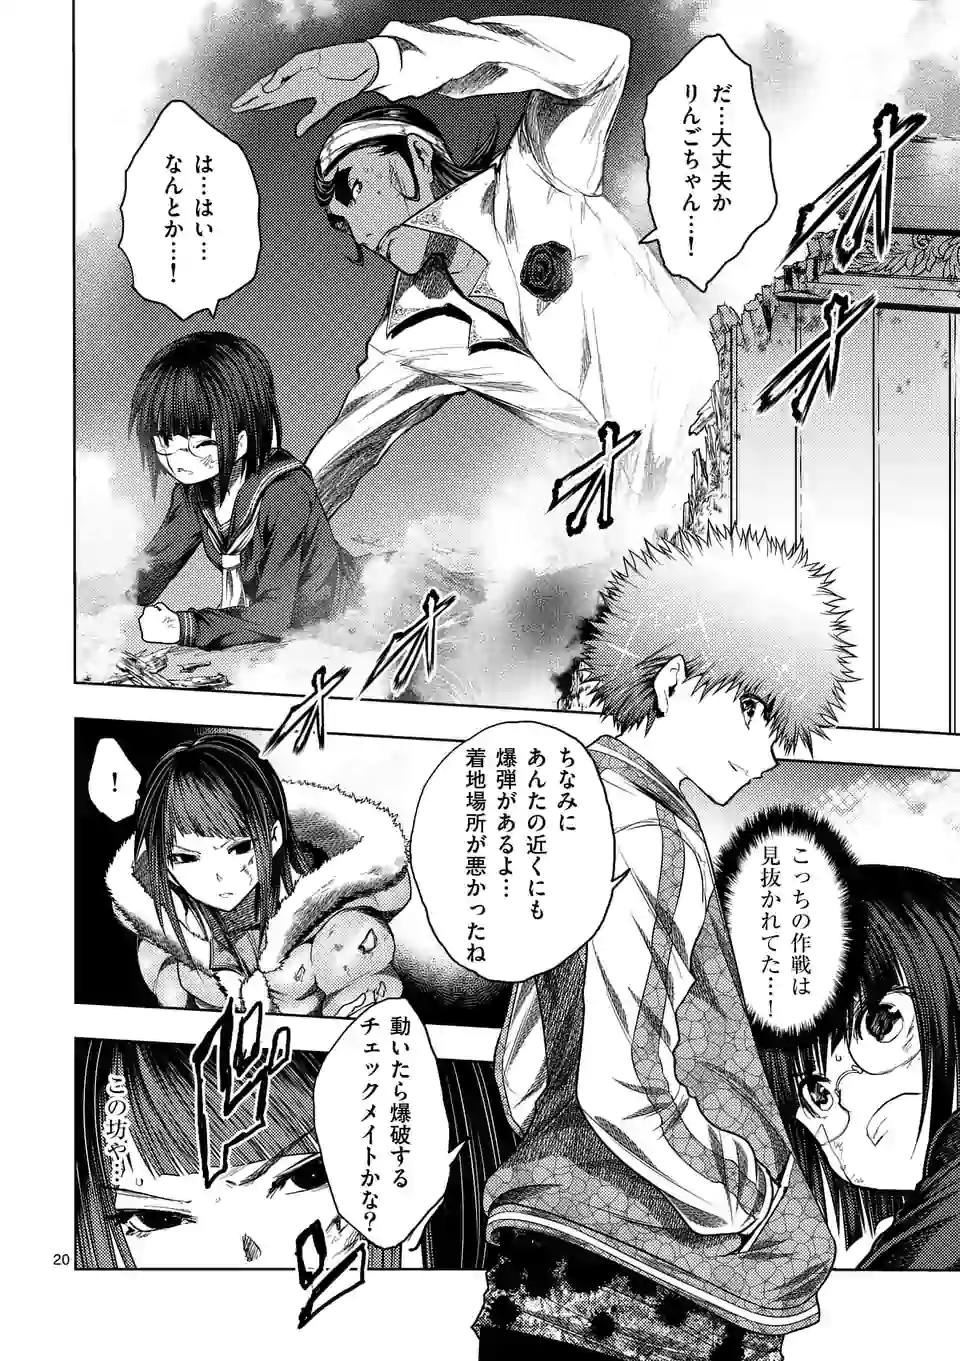 だ…大丈夫か
りんごちゃん…！
は…はい…
なんとか…！
オ
オ
オ
オ
オ
ちなみに
あんたの近くにも
爆弾があるよ…
着地場所が悪かったね
こっちの作戦は
見抜かれてた…！
！
動いたら爆破する
チェックメイトかな？
この坊や…
20